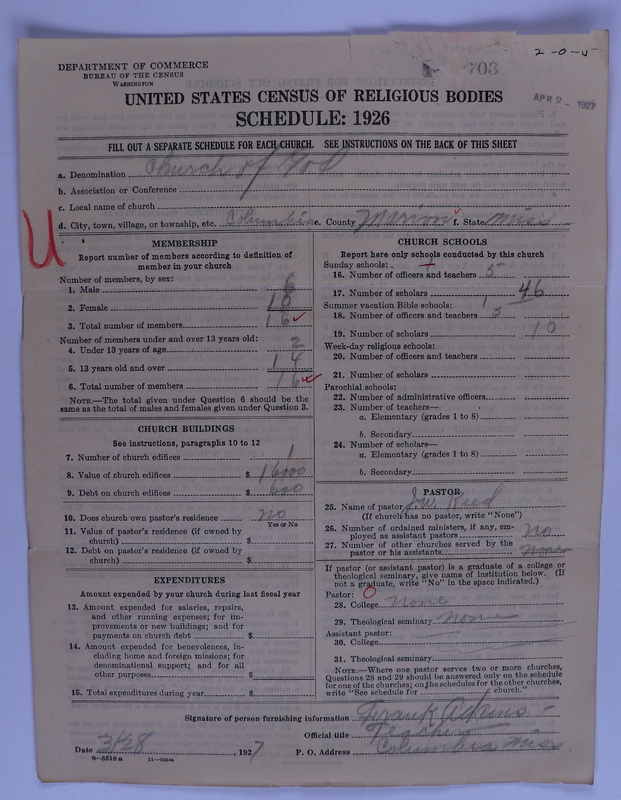 2-0-5
703
APR 2 - 1927
DEPARTMENT OF COMMERCE
BUREAU OF THE CENSUS
WASHINGTON
UNITED STATES CENSUS OF RELIGIOUS BODIES
SCHEDULE: 1926
FILL OUT A SEPARATE SCHEDULE FOR EACH CHURCH. SEE INSTRUCTIONS ON THE BACK OF THIS SHEET
a. Denomination Church of God
b. Association or Conference
c. Local name of church
d. City, town, village, or township, etc. Columbia e. County Marion f. State Miss
U
MEMBERSHIP
Report number of members according to definition of
member in your church
Number of members, by sex:
1. Male 6
2. Female 10
3. Total number of members 16
Number of members under and over 13 years old:
4. Under 13 years of age 2
5. 13 years old and over 14
6. Total number of members 16
NOTE.—The total given under Question 6 should be
same as total of males and females given under Question 3.
CHURCH BUILDINGS
See instructions, paragraphs 10 to 12
7. Number of church edifices 1
8. Value of church edifices $ 16000
9. Debt on church edifices $ 600
10. Does church own pastor's residence no
Yes or No
11. Value of pastor's residence (if owned by
church) $
12. Debt on pastor's residence (if owned by
church) $
EXPENDITURES
Amount expended by your church during last fiscal year
13. Amount expended for salaries, repairs,
and other running expenses; for im-
provements or new buildings; and for
payments on church debt $
14. Amount expended for benevolences, in-
cluding home and foreign missions; for
denominational support; and for all
other purposes $
15. Total expenditures during year $
CHURCH SCHOOLS
Report here only schools conducted by this church
Sunday schools:
16. Number of officers and teachers 5
17. Number of scholars 46
Summer vacation Bible schools: 1
18. Number of officers and teachers 3
19. Number of scholars 10
Week-day religious schools:
20. Number of officers and teachers
21. Number of scholars
Parochial schools:
22. Number of administrative officers
23. Number of teachers—
a. Elementary (grades 1 to 8)
b. Secondary
24. Number of scholars—
a. Elementary (grades 1 to 8)
b. Secondary
PASTOR
25. Name of pastor J.W. Reed
(If church has no pastor, write "None")
26. Number of ordained ministers, if any, em-
ployed as assistant pastors no
27. Number of other churches served by the
pastor or his assistants none
If pastor (or assistant pastor) is a graduate of a college or
theological seminary, give name of institution below. (If
not a graduate, write "No" in the space indicated.)
Pastor:
28. College none
29. Theological seminary none
Assistant pastor:
30. College
31. Theological seminary
NOTE.—Where one pastor serves two or more churches,
Questions 28 and 29 should be answered only on the schedule
for one of the churches; on the schedules for the other churches,
write "See schedule for church."
Signature of person furnishing information Frank Adams
Official title Teacher
Date 3/28, 1927 P. O. Address Columbia Miss
8-5518a 11-9064a